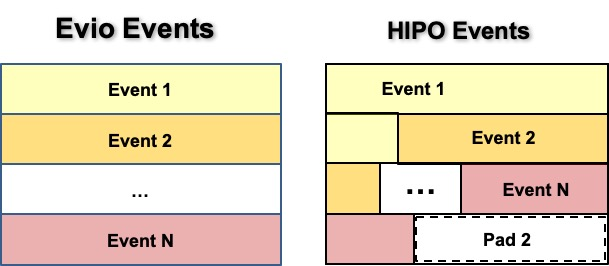 Evio Events
Event 1
Event 2
...
Event N
HIPO Events
Event 1
Event 2
...
Event N
Pad 2